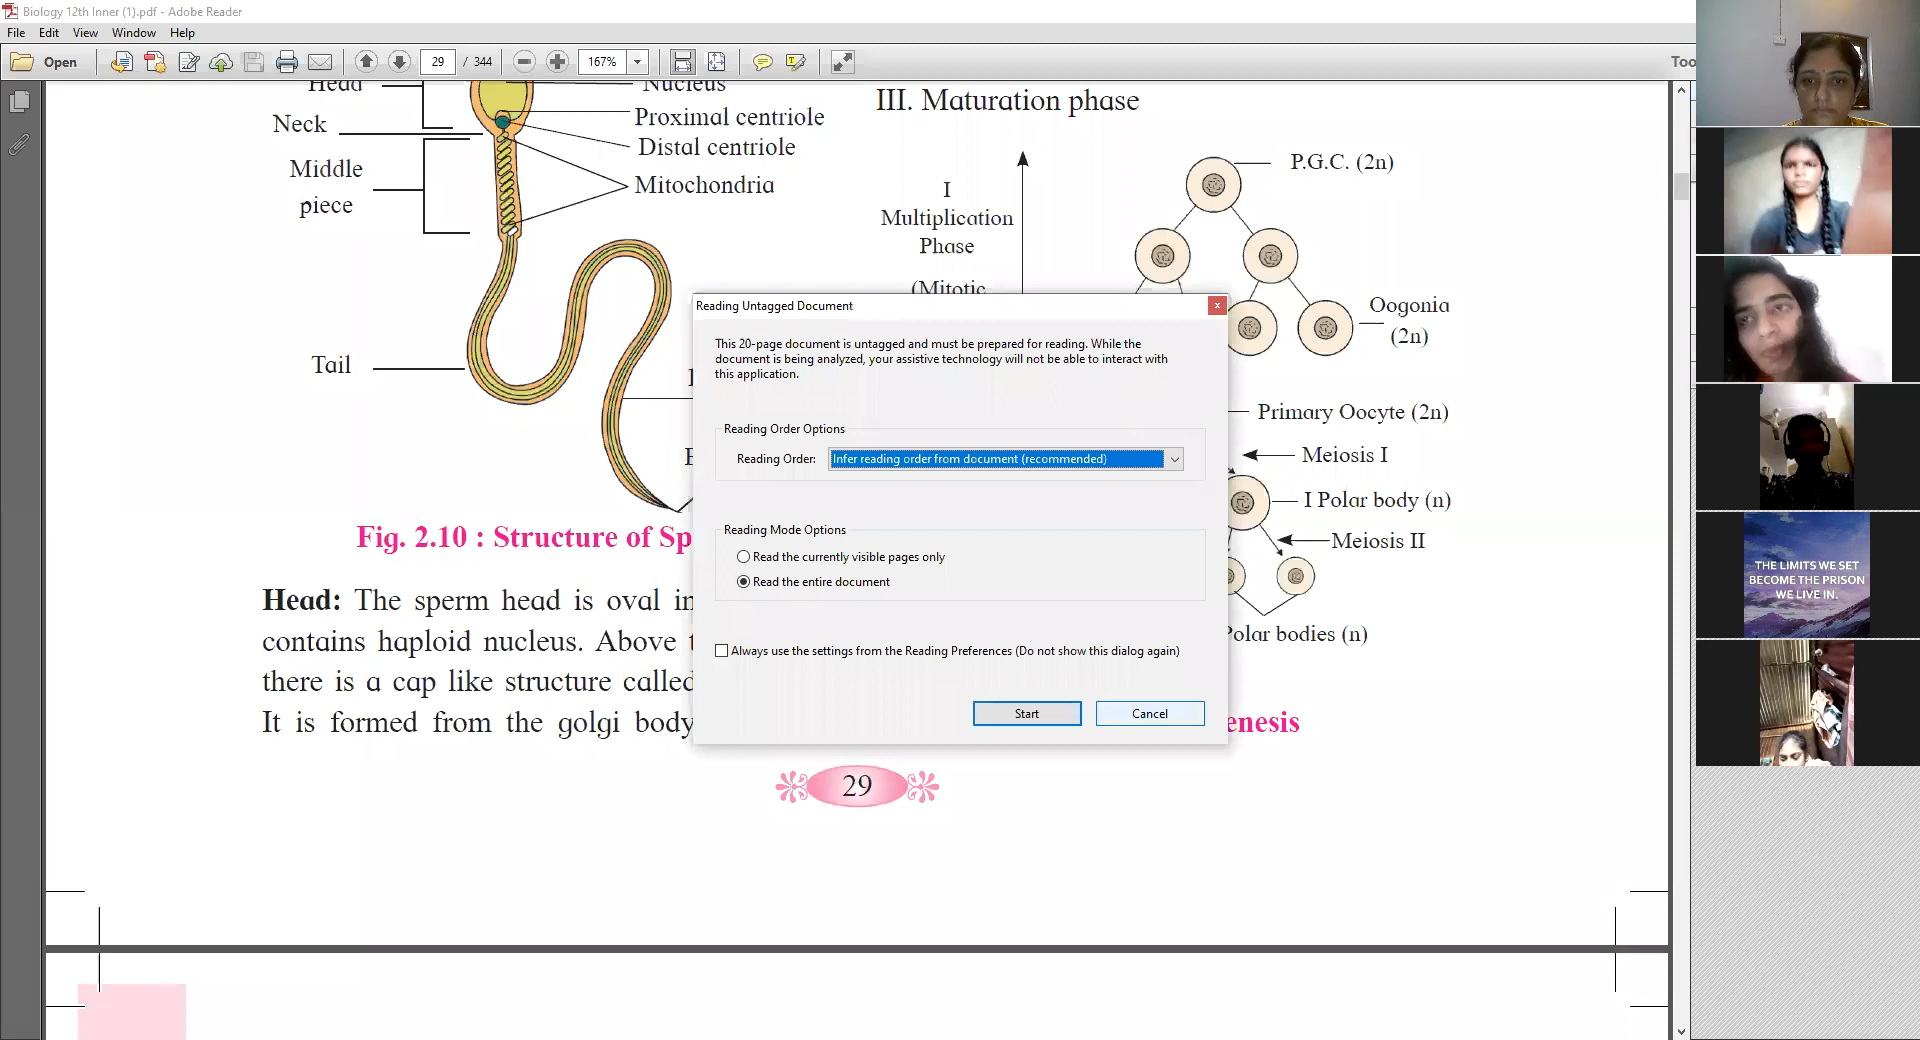 Biology 12th Inner (1).pdf - Adobe Reader
File Edit View Window Help
Open
29 / 344
167%
Too
Head
Neck
Middle
piece
Tail
Nucleus
Proximal centriole
Distal centriole
Mitochondria
Fig. 2.10 : Structure of Sp
Head: The sperm head is oval in
contains haploid nucleus. Above
there is a cap like structure called
It is formed from the golgi body
III. Maturation phase
I
Multiplication
Phase
(Mitotic
P.G.C. (2n)
Oogonia
(2n)
Primary Oocyte (2n)
Meiosis I
I Polar body (n)
Meiosis II
Polar bodies (n)
enesis
29
Reading Untagged Document
This 20-page document is untagged and must be prepared for reading. While the
document is being analyzed, your assistive technology will not be able to interact with
this application.
Reading Order Options
Reading Order: Infer reading order from document (recommended)
Reading Mode Options
Read the currently visible pages only
Read the entire document
Always use the settings from the Reading Preferences (Do not show this dialog again)
Start Cancel
THE LIMITS WE SET
BECOME THE PRISON
WE LIVE IN.